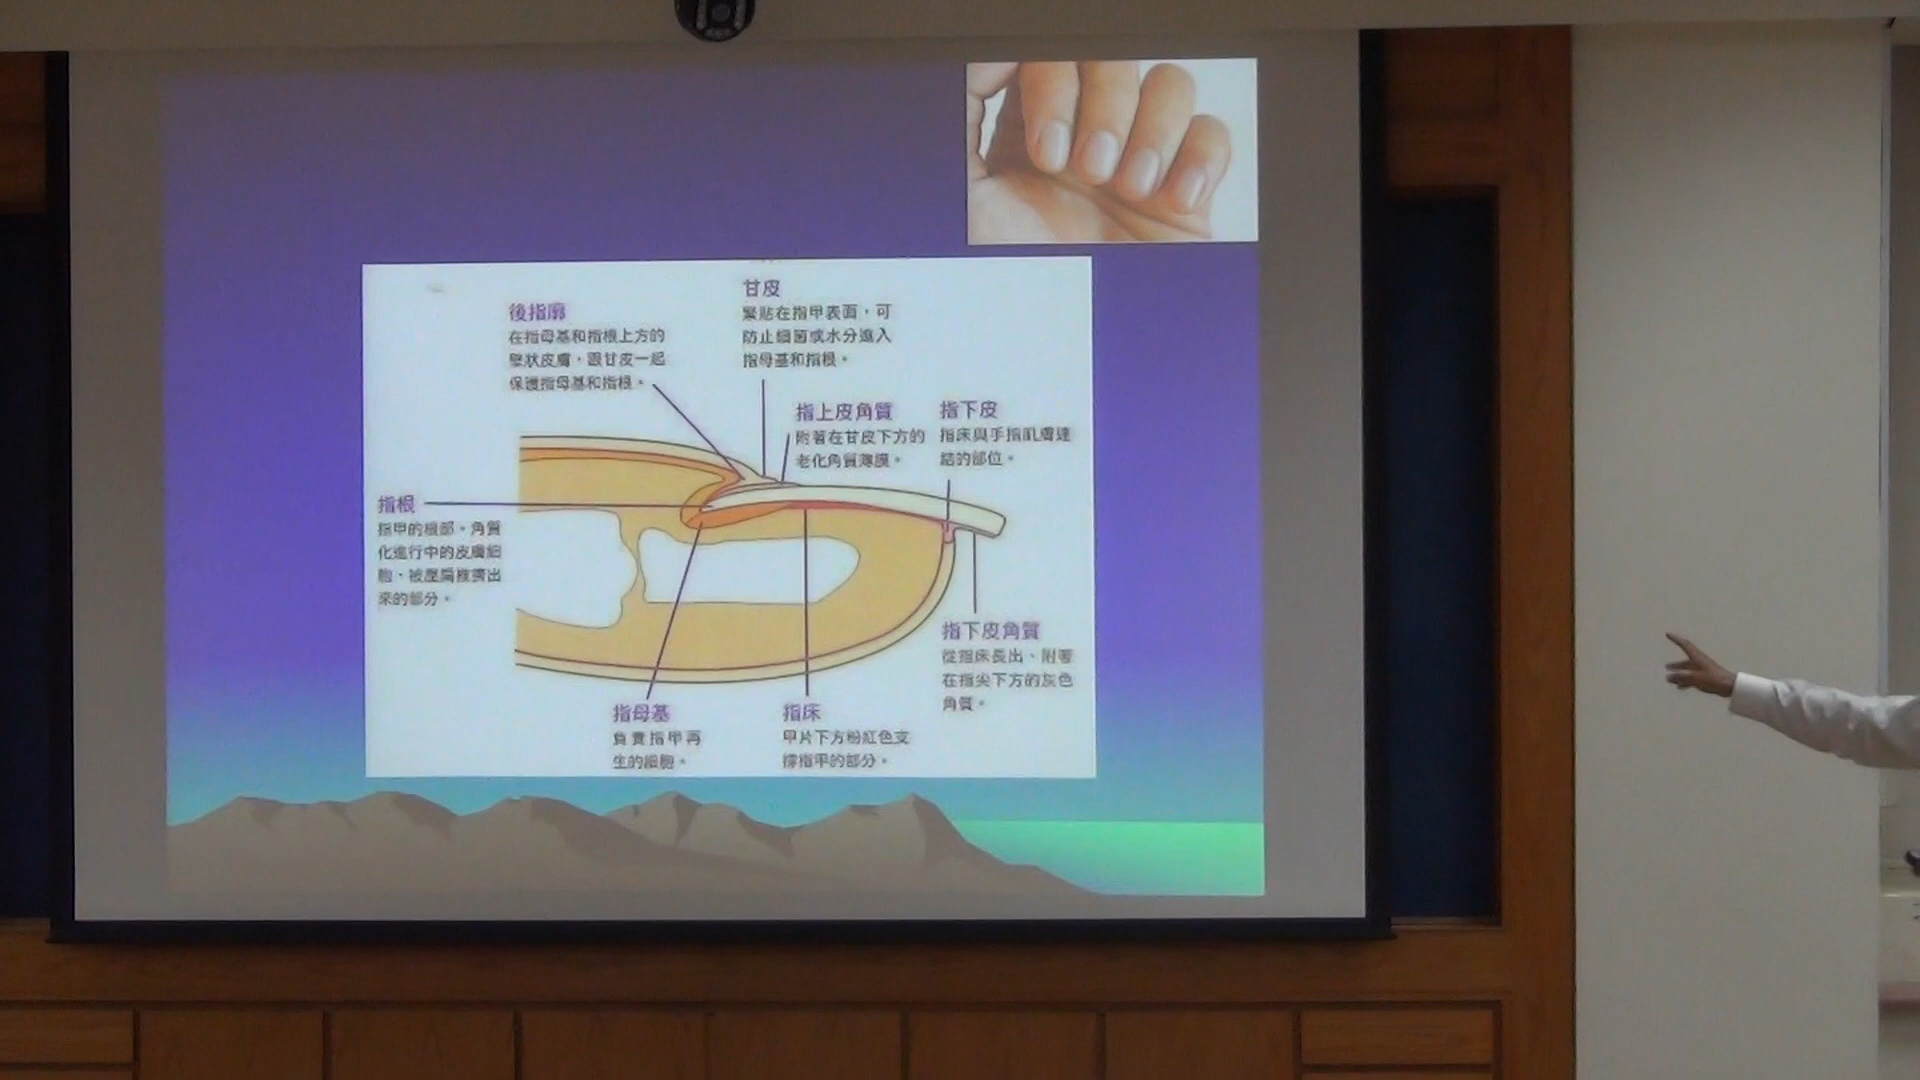 後指廓
在指母基和指根上方的
壁狀皮膚，跟甘皮一起
保護指母基和指根。
甘皮
緊貼在指甲表面，可
防止細菌或水分進入
指母基和指根。
指上皮角質
附著在甘皮下方的
老化角質薄膜。
指下皮
指床與手指肌膚連
結的部位。
指根
指甲的根部。角質
化進行中的皮膚細
胞，被壓扁推擠出
來的部分。
指下皮角質
從指床長出、附著
在指尖下方的灰色
角質。
指母基
負責指甲再
生的細胞。
指床
甲片下方粉紅色支
撐指甲的部分。